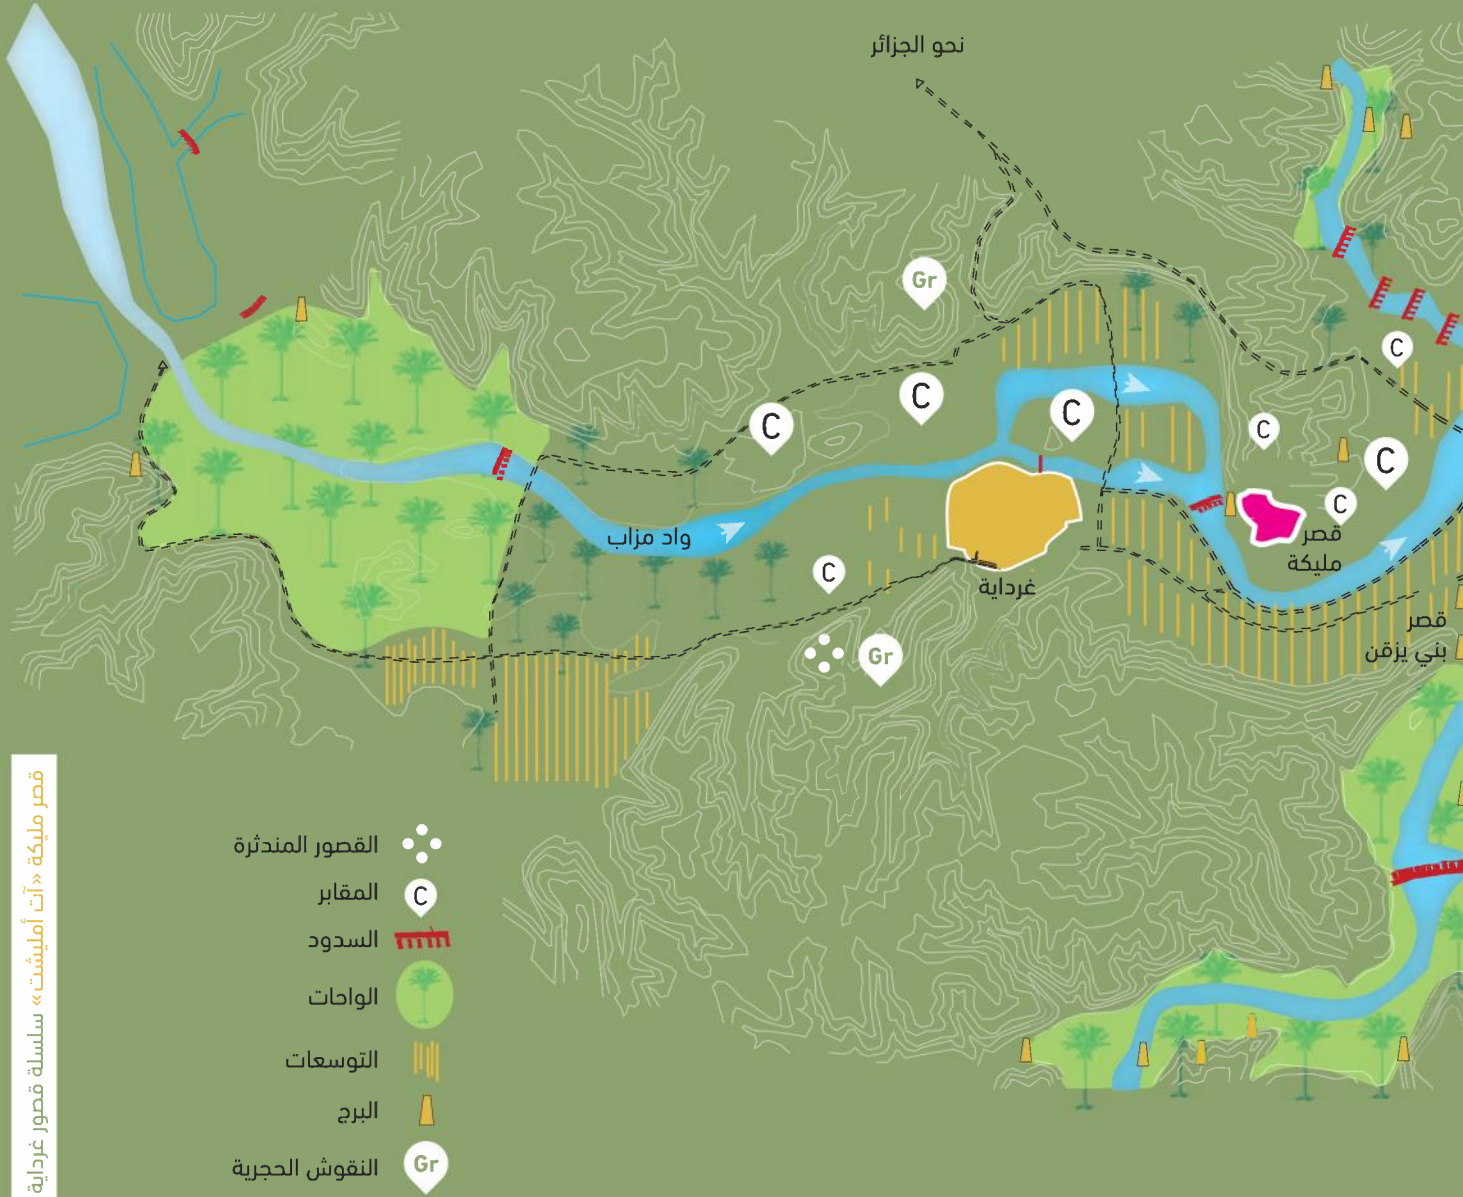 نحو الجزائر
Gr
C
C
C
C
C
C
C
واد مزاب
قصر
مليكة
C
غرداية
قصر
بني يزقن
Gr
القصور المندثرة
المقابر
C
السدود
الواحات
التوسعات
البرج
النقوش الحجرية
Gr
قصر مليكة «آت أمليشت» سلسلة قصور غرداية